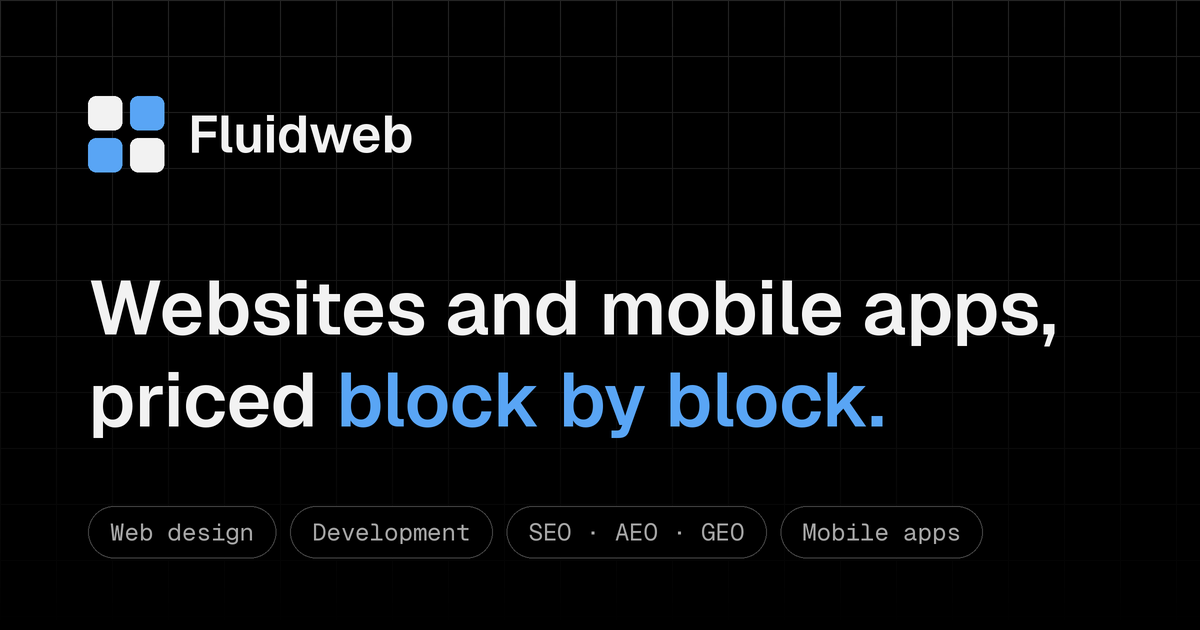 Fluidweb
Websites and mobile apps,
priced block by block.
Web design
Development
SEO · AEO · GEO
Mobile apps